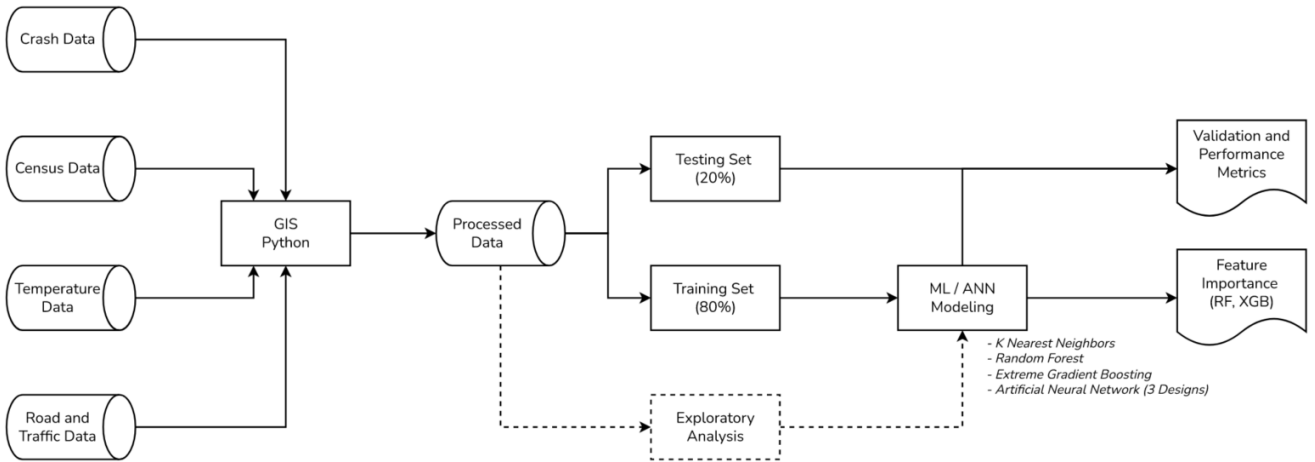 Crash Data
Census Data
Temperature
Data
Road and
Traffic Data
GIS
Python
Processed
Data
Testing Set
(20%)
Training Set
(80%)
Exploratory
Analysis
ML / ANN
Modeling
- K Nearest Neighbors
- Random Forest
- Extreme Gradient Boosting
- Artificial Neural Network (3 Designs)
Validation and
Performance
Metrics
Feature
Importance
(RF, XGB)